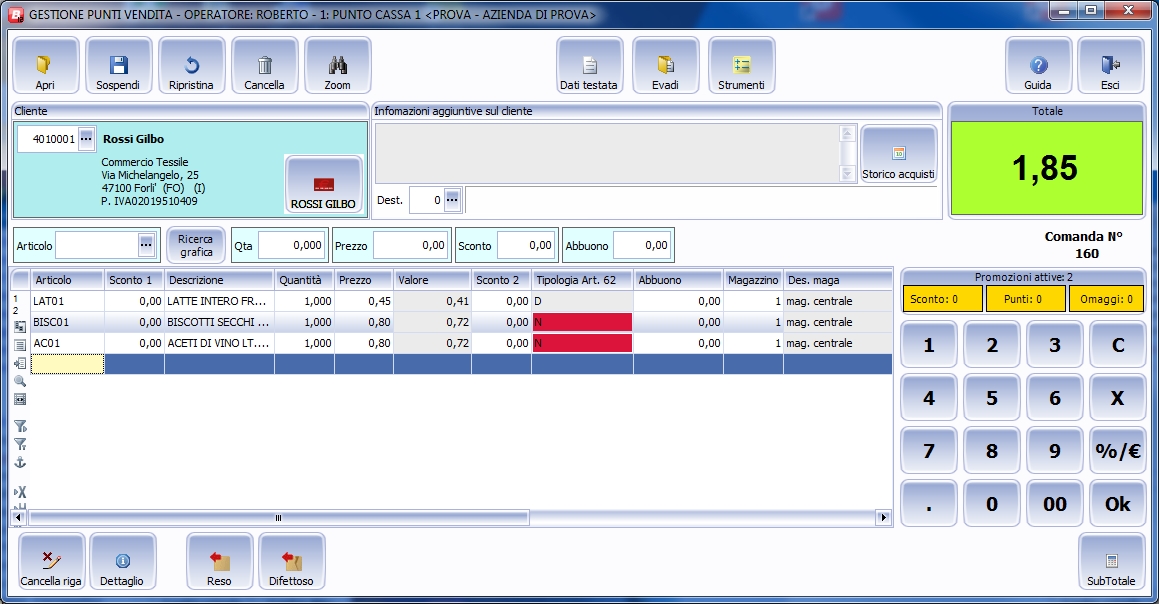 GESTIONE PUNTI VENDITA - OPERATORE: ROBERTO - 1: PUNTO CASSA 1 <PROVA - AZIENDA DI PROVA>
Apri Sospendi Ripristina Cancella Zoom Dati testata Evadi Strumenti Guida Esci
Cliente
4010001 ... Rossi Gilbo
Commercio Tessile
Via Michelangelo, 25
47100 Forli' (FO) (I)
P. IVA02019510409
ROSSI GILBO
Infomazioni aggiuntive sul cliente
Storico acquisti
Dest. 0 ...
Totale
1,85
Articolo ...
Ricerca
grafica
Qta 0,000 Prezzo 0,00 Sconto 0,00 Abbuono 0,00
Comanda N°
160
Articolo Sconto 1 Descrizione Quantità Prezzo Valore Sconto 2 Tipologia Art. 62 Abbuono Magazzino Des. maga
LAT01 0,00 LATTE INTERO FR... 1,000 0,45 0,41 0,00 D 0,00 1 mag. centrale
BISC01 0,00 BISCOTTI SECCHI ... 1,000 0,80 0,72 0,00 N 0,00 1 mag. centrale
AC01 0,00 ACETI DI VINO LT.... 1,000 0,80 0,72 0,00 N 0,00 1 mag. centrale
1
2
Promozioni attive: 2
Sconto: 0 Punti: 0 Omaggi: 0
1 2 3 C
4 5 6 X
7 8 9 %/€
. 0 00 Ok
Cancella riga Dettaglio Reso Difettoso SubTotale